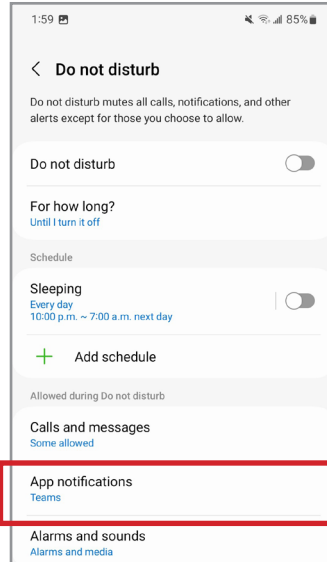 1:59 85%
Do not disturb
Do not disturb mutes all calls, notifications, and other
alerts except for those you choose to allow.
Do not disturb
For how long?
Until I turn it off
Schedule
Sleeping
Every day
10:00 p.m. ~ 7:00 a.m. next day
Add schedule
Allowed during Do not disturb
Calls and messages
Some allowed
App notifications
Teams
Alarms and sounds
Alarms and media